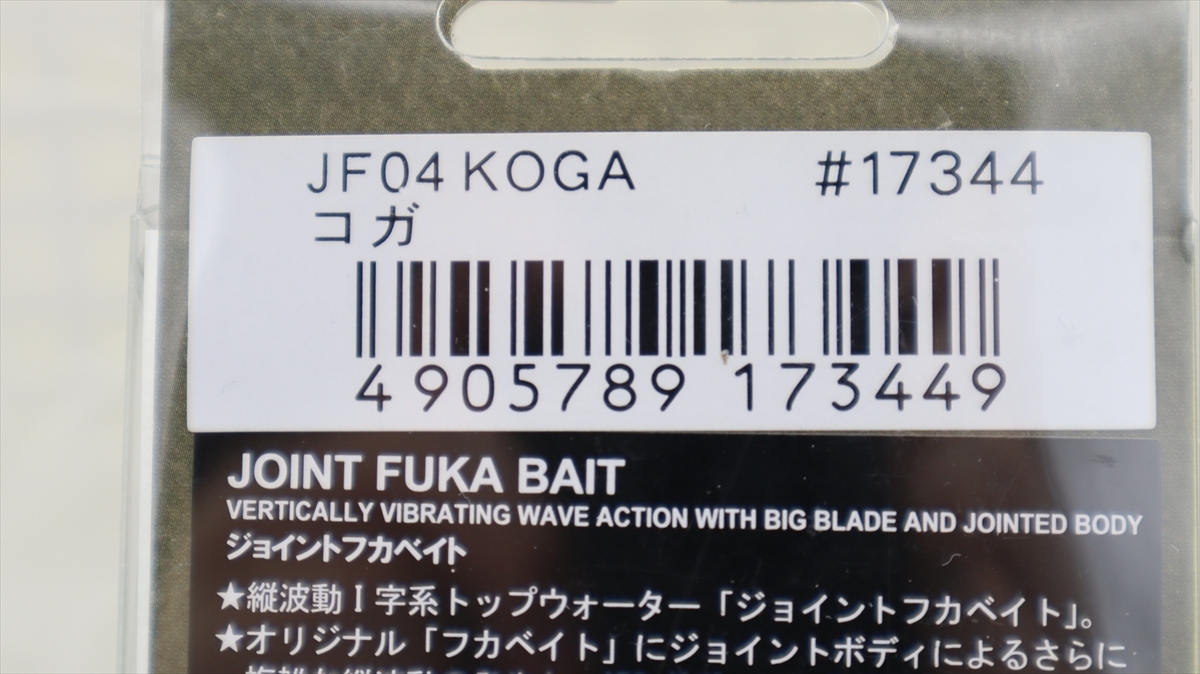 JF04 KOGA #17344
コガ
4 905789 173449
JOINT FUKA BAIT
VERTICALLY VIBRATING WAVE ACTION WITH BIG BLADE AND JOINTED BODY
ジョイントフカベイト
★縦波動I字系トップウォーター「ジョイントフカベイト」。
★オリジナル「フカベイト」にジョイントボディによるさらに